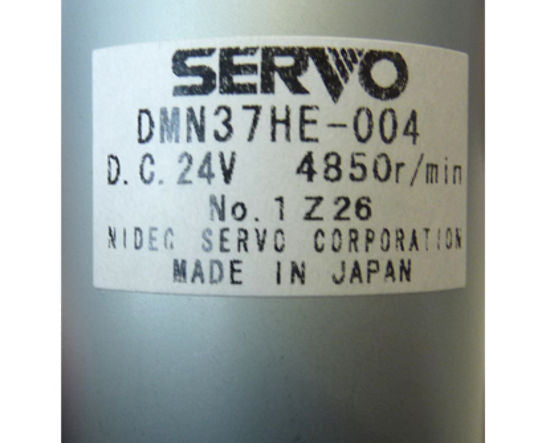 SERVO
DMN37HE-004
D.C.24V 4850r/min
No.1Z26
NIDEC SERVO CORPORATION
MADE IN JAPAN